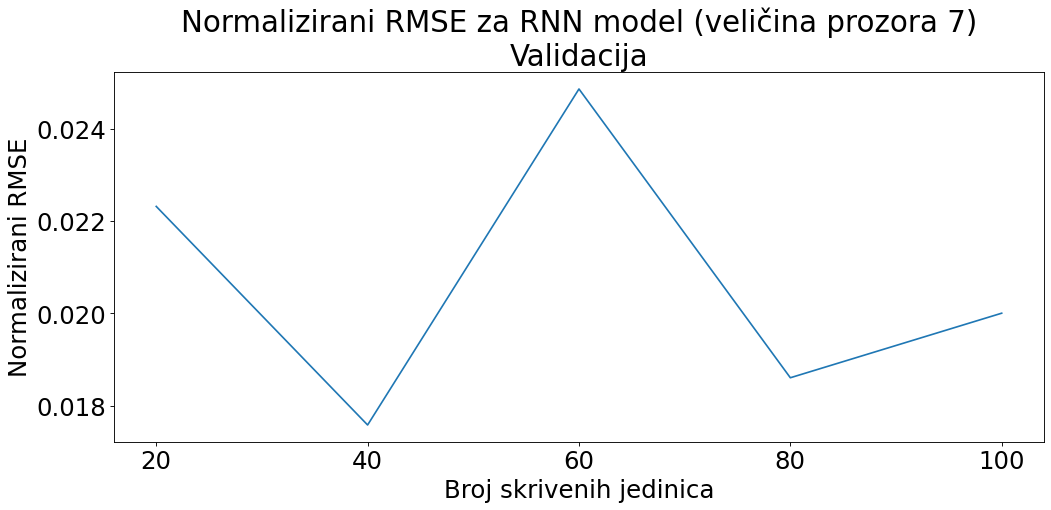 Normalizirani RMSE za RNN model (veličina prozora 7)
Validacija
Normalizirani RMSE
0.024
0.022
0.020
0.018
20 40 60 80 100
Broj skrivenih jedinica